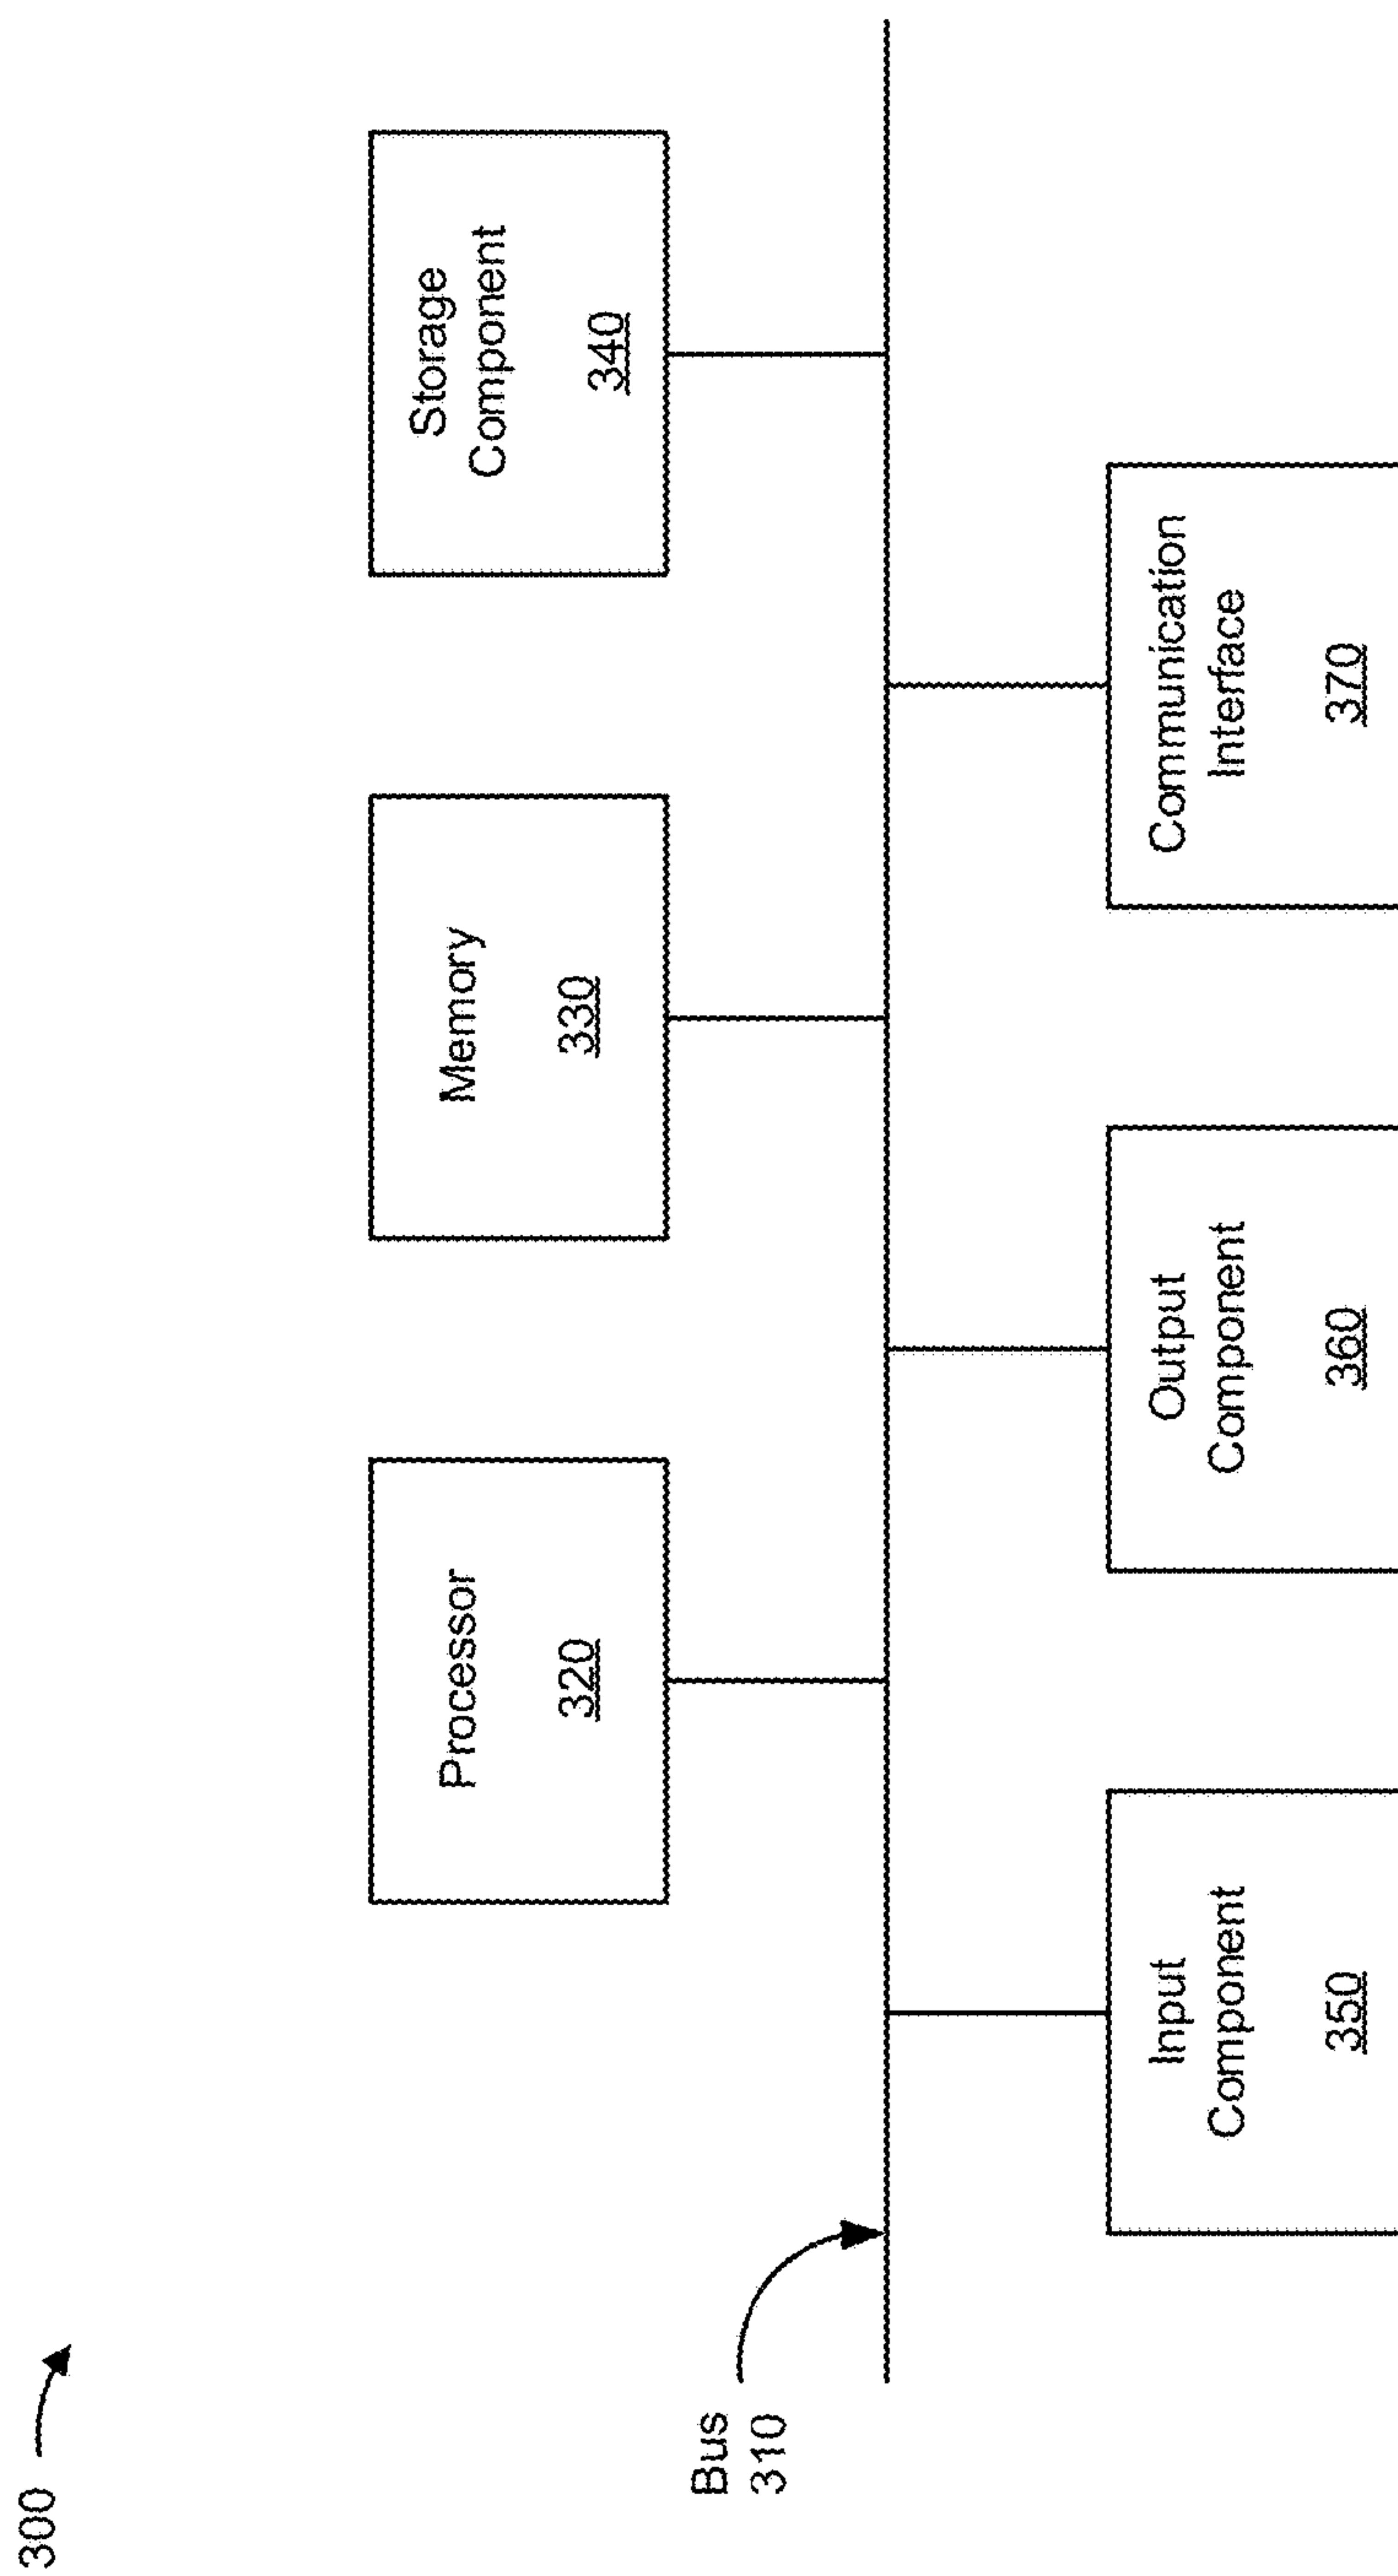 300
Bus
310
Processor
320
Memory
330
Storage
Component
340
Input
Component
350
Output
Component
360
Communication
Interface
370